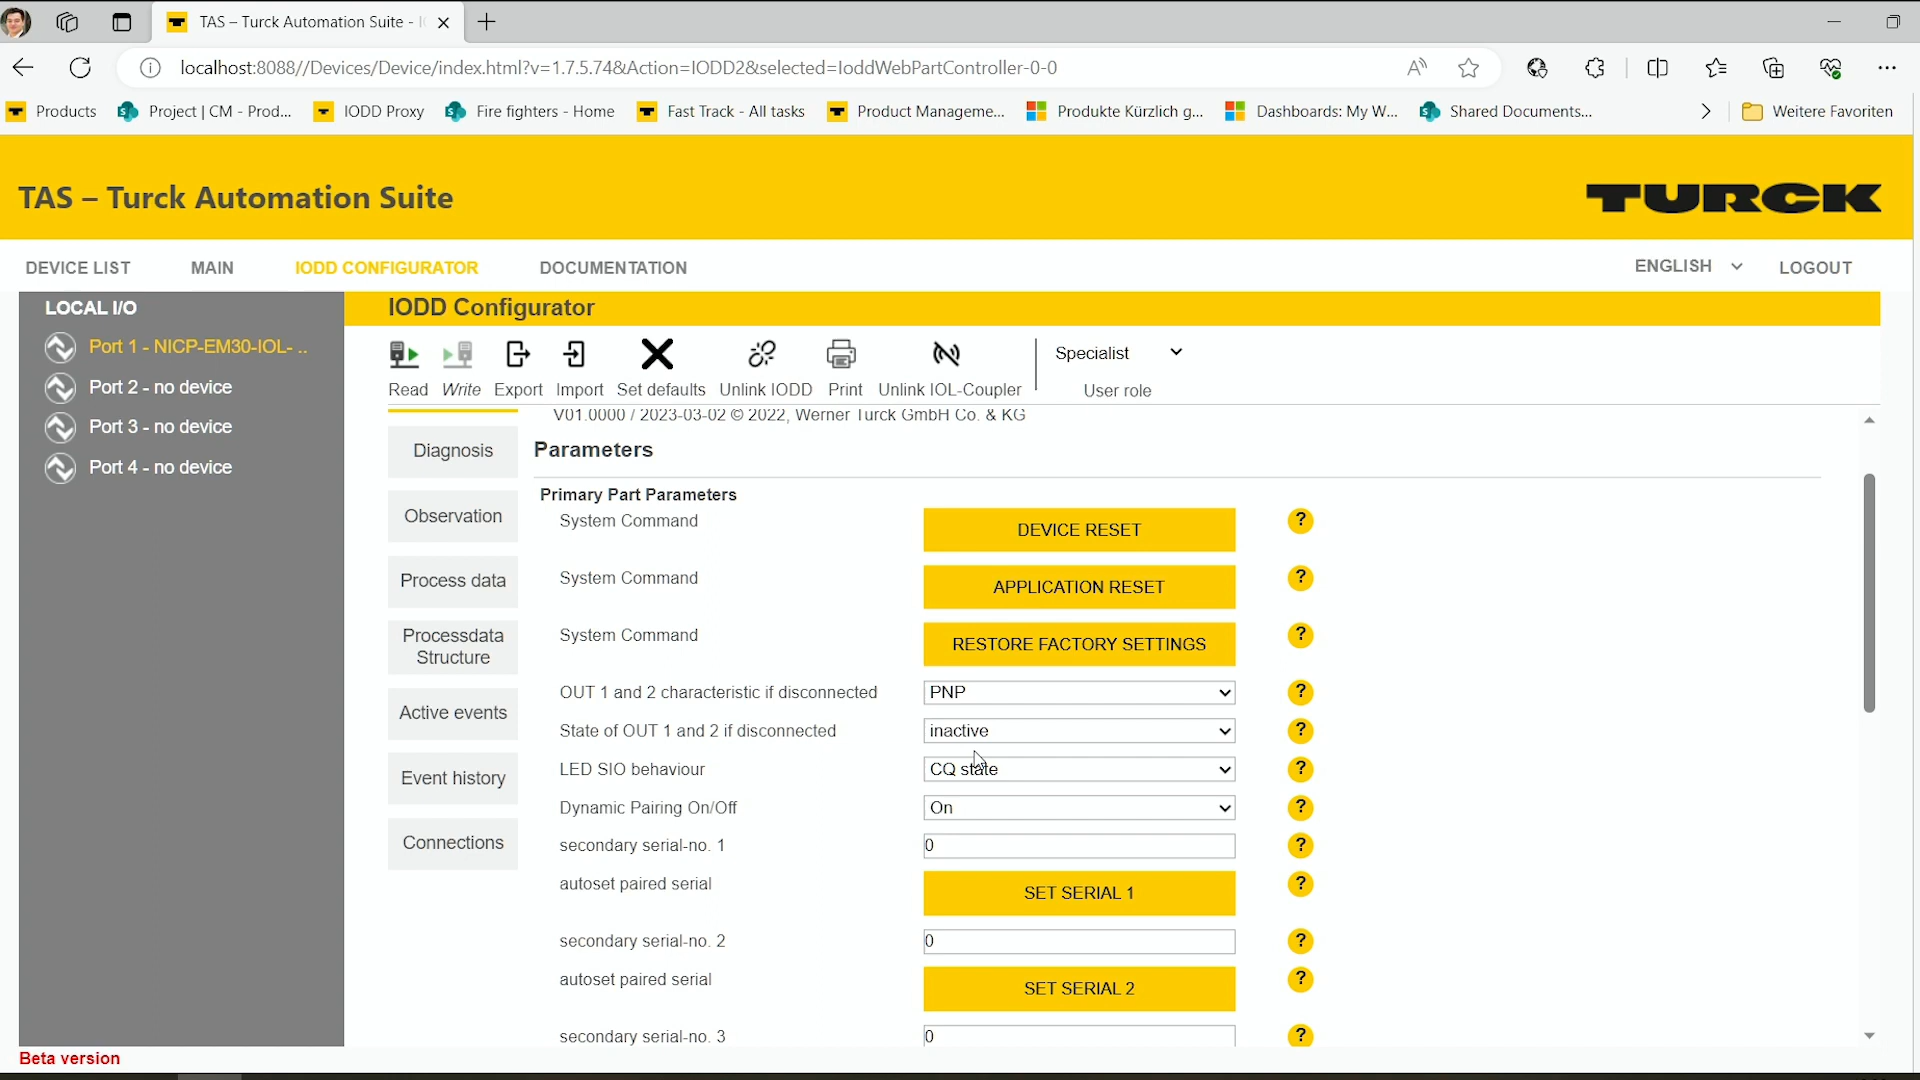 TAS – Turck Automation Suite -
localhost:8088//Devices/Device/index.html?v=1.7.5.74&Action=IODD2&selected=IoddWebPartController-0-0
Products
Project | CM - Prod...
IODD Proxy
Fire fighters - Home
Fast Track - All tasks
Product Manageme...
Produkte Kürzlich g...
Dashboards: My W...
Shared Documents...
Weitere Favoriten
TAS – Turck Automation Suite
TURCK
DEVICE LIST
MAIN
IODD CONFIGURATOR
DOCUMENTATION
ENGLISH
LOGOUT
LOCAL I/O
Port 1 - NICP-EM30-IOL- ..
Port 2 - no device
Port 3 - no device
Port 4 - no device
IODD Configurator
Read
Write
Export
Import
Set defaults
Unlink IODD
Print
Unlink IOL-Coupler
Specialist
User role
V01.0000 / 2023-03-02 © 2022, Werner Turck GmbH Co. & KG
Diagnosis
Observation
Process data
Processdata
Structure
Active events
Event history
Connections
Parameters
Primary Part Parameters
System Command
DEVICE RESET
?
System Command
APPLICATION RESET
?
System Command
RESTORE FACTORY SETTINGS
?
OUT 1 and 2 characteristic if disconnected
PNP
?
State of OUT 1 and 2 if disconnected
inactive
?
LED SIO behaviour
CQ state
?
Dynamic Pairing On/Off
On
?
secondary serial-no. 1
0
?
autoset paired serial
SET SERIAL 1
?
secondary serial-no. 2
0
?
autoset paired serial
SET SERIAL 2
?
secondary serial-no. 3
0
?
Beta version